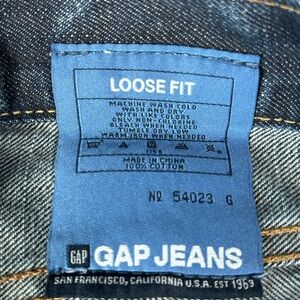 LOOSE FIT
MACHINE WASH COLD
WASH AND DRY
WITH LIKE COLORS
ONLY NON-CHLORINE
BLEACH WHEN NEEDED
TUMBLE DRY LOW
WARM IRON WHEN NEEDED
MADE IN CHINA
100% COTTON
Nº 54023 G
GAP GAP JEANS
SAN FRANCISCO, CALIFORNIA U.S.A. EST 1969